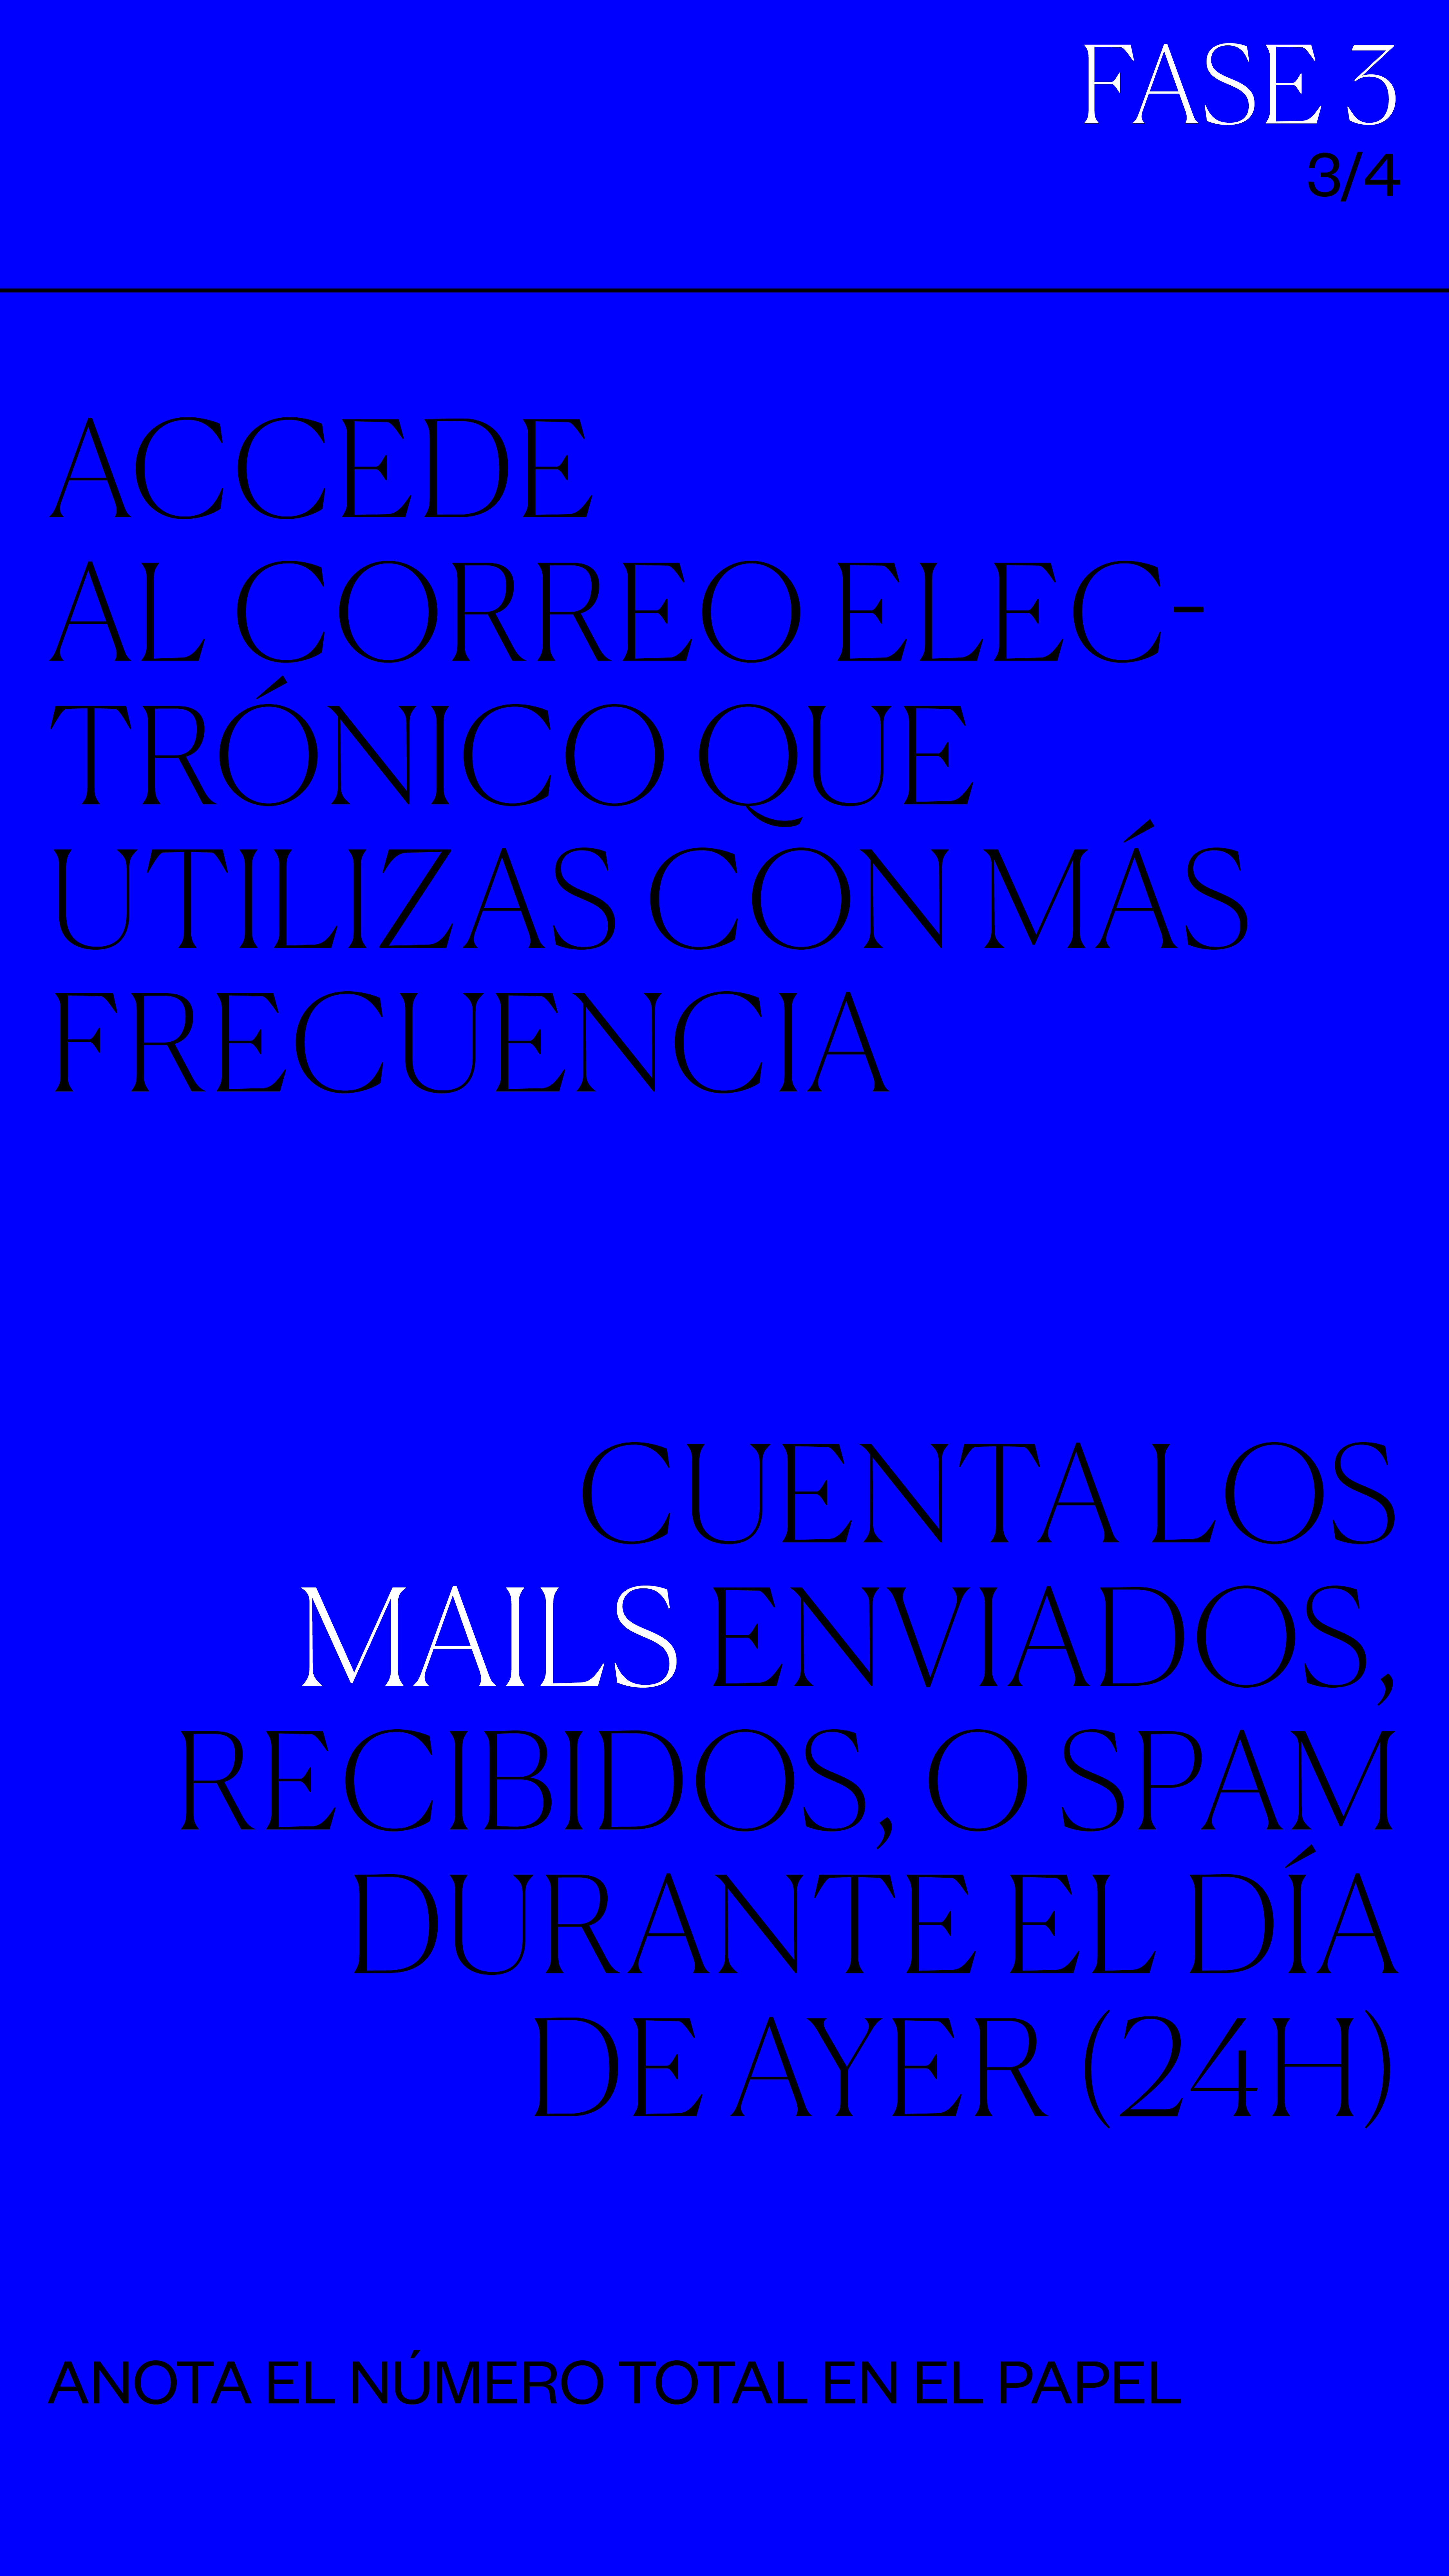 FASE 3
3/4
ACCEDE
AL CORREO ELEC-
TRÓNICO QUE
UTILIZAS CON MÁS
FRECUENCIA
CUENTA LOS
MAILS ENVIADOS,
RECIBIDOS, O SPAM
DURANTE EL DÍA
DE AYER (24H)
ANOTA EL NÚMERO TOTAL EN EL PAPEL